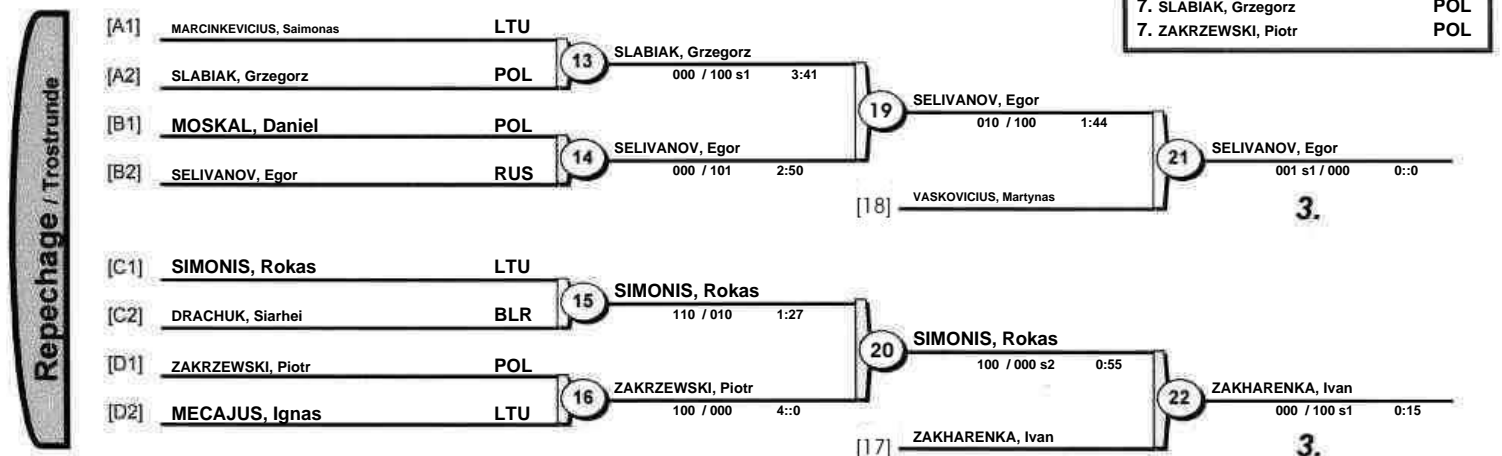 7. SLABIAK, Grzegorz POL
7. ZAKRZEWSKI, Piotr POL
Repechage / Trostrunde
[A1] MARCINKEVICIUS, Saimonas LTU
13 SLABIAK, Grzegorz
000 / 100 s1 3:41
[A2] SLABIAK, Grzegorz POL
19 SELIVANOV, Egor
010 / 100 1:44
[B1] MOSKAL, Daniel POL
14 SELIVANOV, Egor
000 / 101 2:50
[B2] SELIVANOV, Egor RUS
21 SELIVANOV, Egor
001 s1 / 000 0::0
[18] VASKOVICIUS, Martynas
3.
[C1] SIMONIS, Rokas LTU
15 SIMONIS, Rokas
110 / 010 1:27
[C2] DRACHUK, Siarhei BLR
20 SIMONIS, Rokas
100 / 000 s2 0:55
[D1] ZAKRZEWSKI, Piotr POL
16 ZAKRZEWSKI, Piotr
100 / 000 4::0
[D2] MECAJUS, Ignas LTU
22 ZAKHARENKA, Ivan
000 / 100 s1 0:15
[17] ZAKHARENKA, Ivan
3.